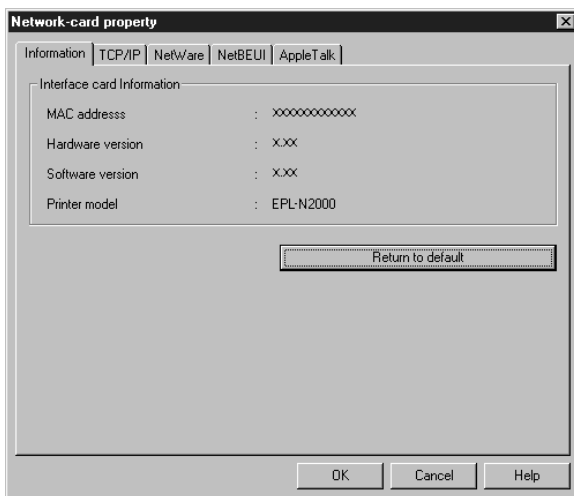 Network-card property
Information TCP/IP NetWare NetBEUI AppleTalk
Interface card Information
MAC addresss : XXXXXXXXXXXX
Hardware version : X.XX
Software version : X.XX
Printer model : EPL-N2000
Return to default
OK Cancel Help